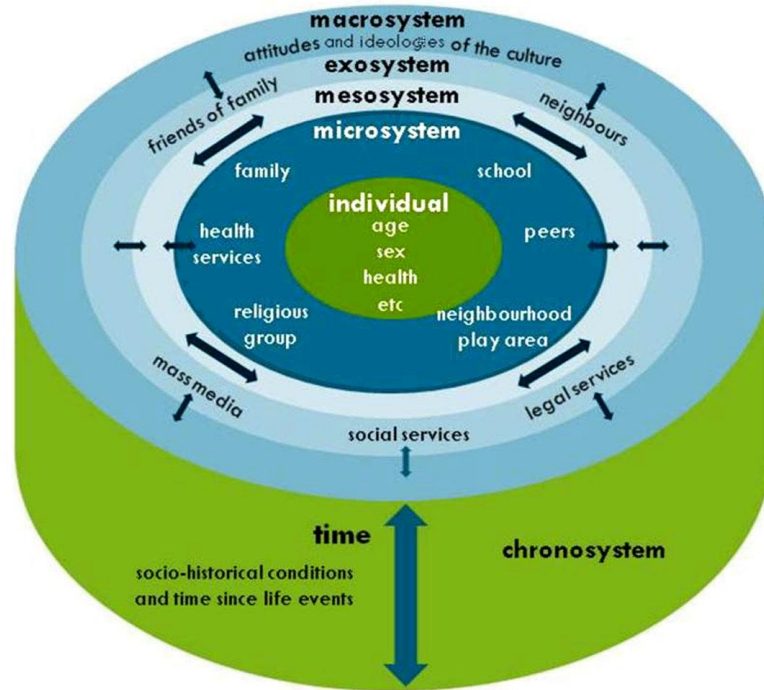 macrosystem
attitudes and ideologies of the culture
exosystem
mesosystem
friends of family
neighbours
microsystem
family
school
individual
age
sex
health
etc
health
services
peers
religious
group
neighbourhood
play area
mass media
legal services
social services
time
socio-historical conditions
and time since life events
chronosystem